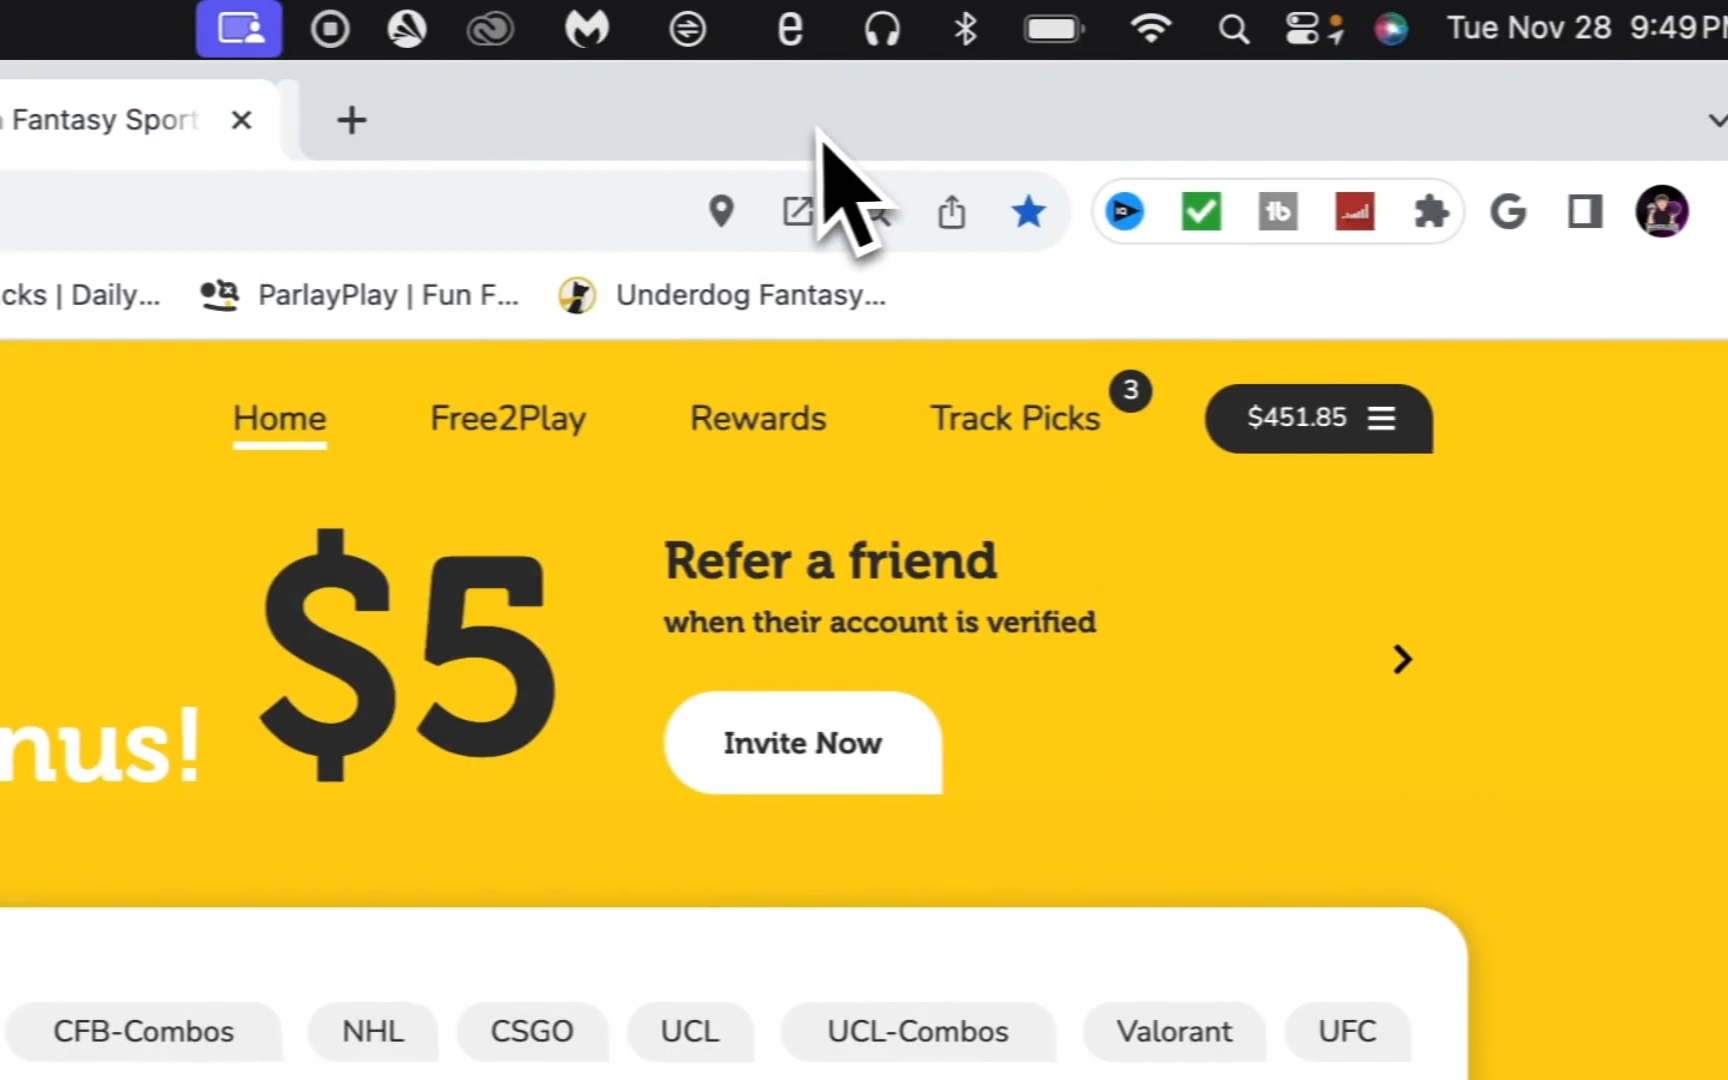 Tue Nov 28 9:49
Fantasy Sport
cks | Daily...
ParlayPlay | Fun F...
Underdog Fantasy...
Home
Free2Play
Rewards
Track Picks
3
$451.85
nus!
$5
Refer a friend
when their account is verified
Invite Now
CFB-Combos
NHL
CSGO
UCL
UCL-Combos
Valorant
UFC